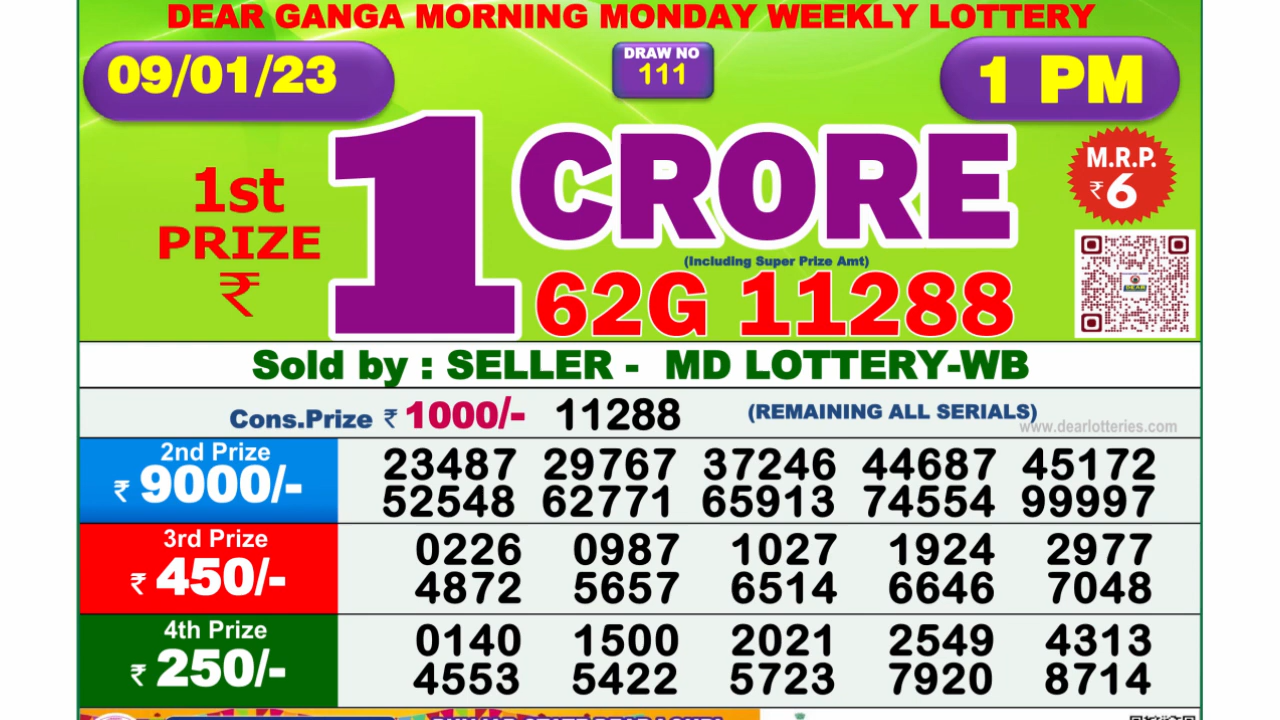 DEAR GANGA MORNING MONDAY WEEKLY LOTTERY
09/01/23
DRAW NO
111
1 PM
1st
PRIZE
₹
1 CRORE
(Including Super Prize Amt)
62G 11288
M.R.P.
₹ 6
Sold by : SELLER - MD LOTTERY-WB
Cons.Prize ₹ 1000/- 11288 (REMAINING ALL SERIALS)
www.dearlotteries.com
2nd Prize
₹ 9000/-
23487 29767 37246 44687 45172
52548 62771 65913 74554 99997
3rd Prize
₹ 450/-
0226 0987 1027 1924 2977
4872 5657 6514 6646 7048
4th Prize
₹ 250/-
0140 1500 2021 2549 4313
4553 5422 5723 7920 8714